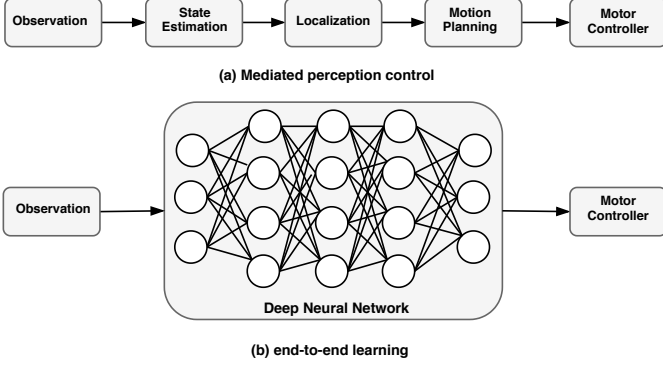 Observation
State
Estimation
Localization
Motion
Planning
Motor
Controller
(a) Mediated perception control
Observation
Motor
Controller
Deep Neural Network
(b) end-to-end learning